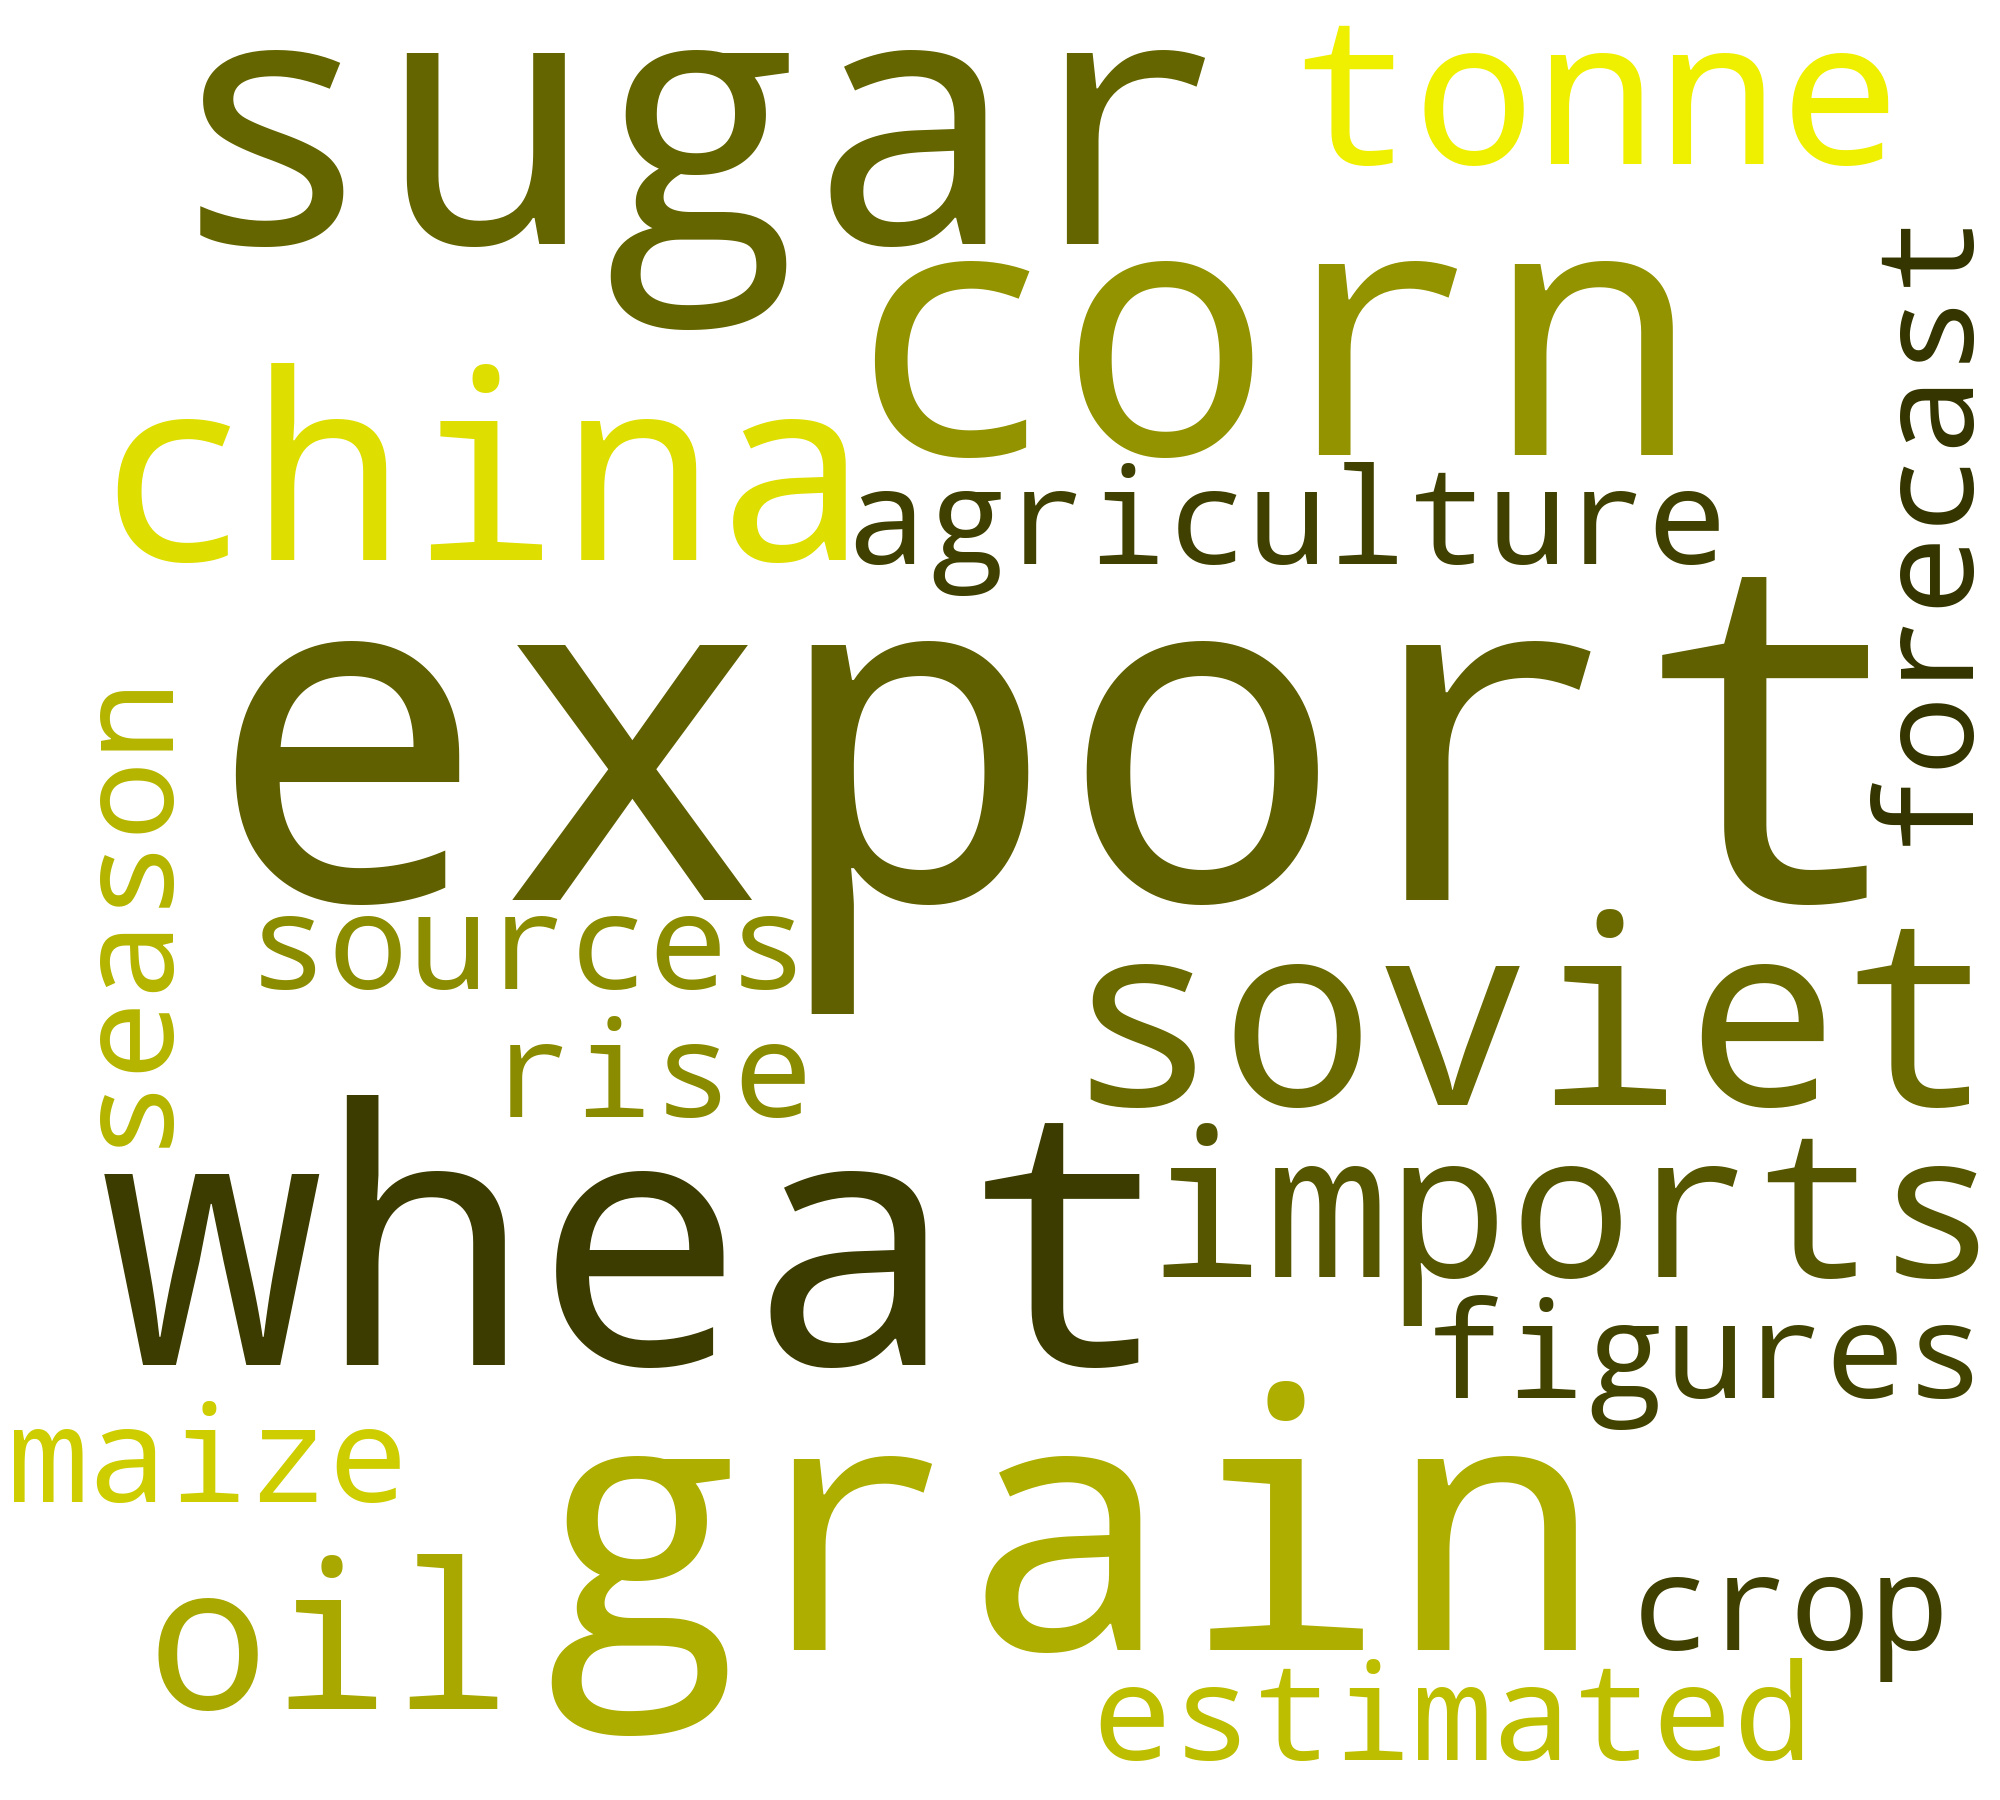 sugar
tonne
corn
china
forecast
agriculture
export
season
sources
soviet
rise
wheat
imports
figures
maize
grain
oil
crop
estimated